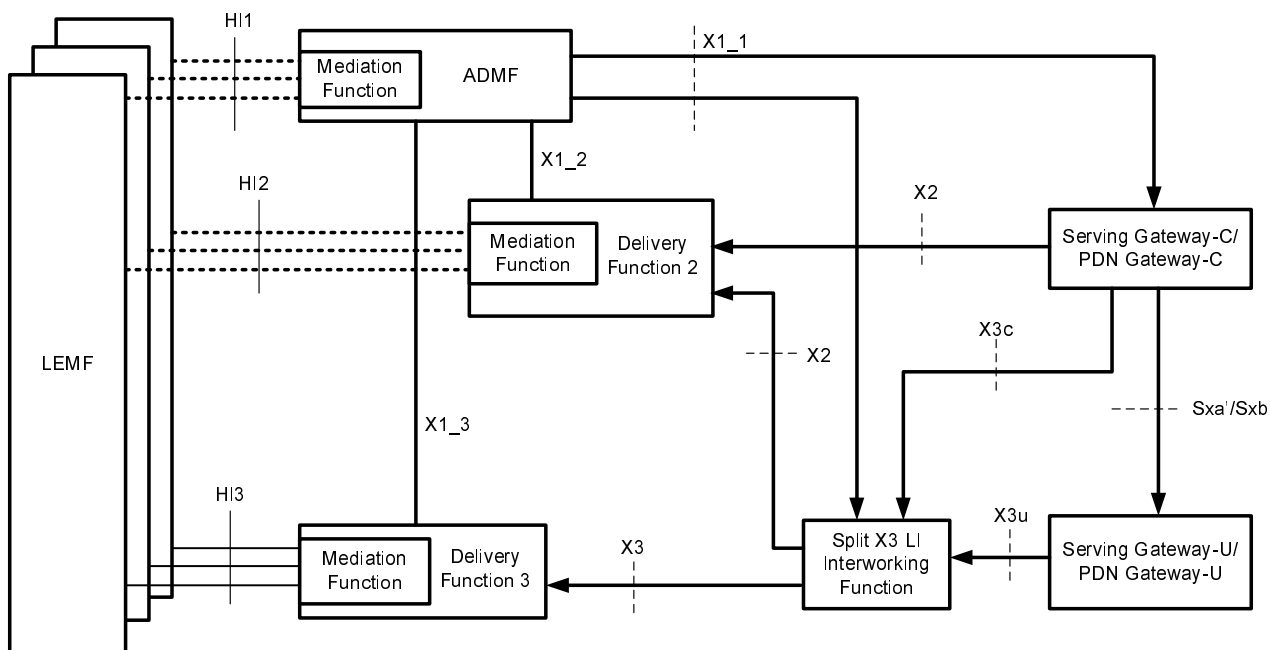 HI1
X1_1
Mediation
Function
ADMF
X1_2
HI2
X2
Mediation
Function
Delivery
Function 2
Serving Gateway-C/
PDN Gateway-C
X3c
X2
LEMF
Sxa'/Sxb
X1_3
HI3
X3
X3u
Mediation
Function
Delivery
Function 3
Split X3 LI
Interworking
Function
Serving Gateway-U/
PDN Gateway-U